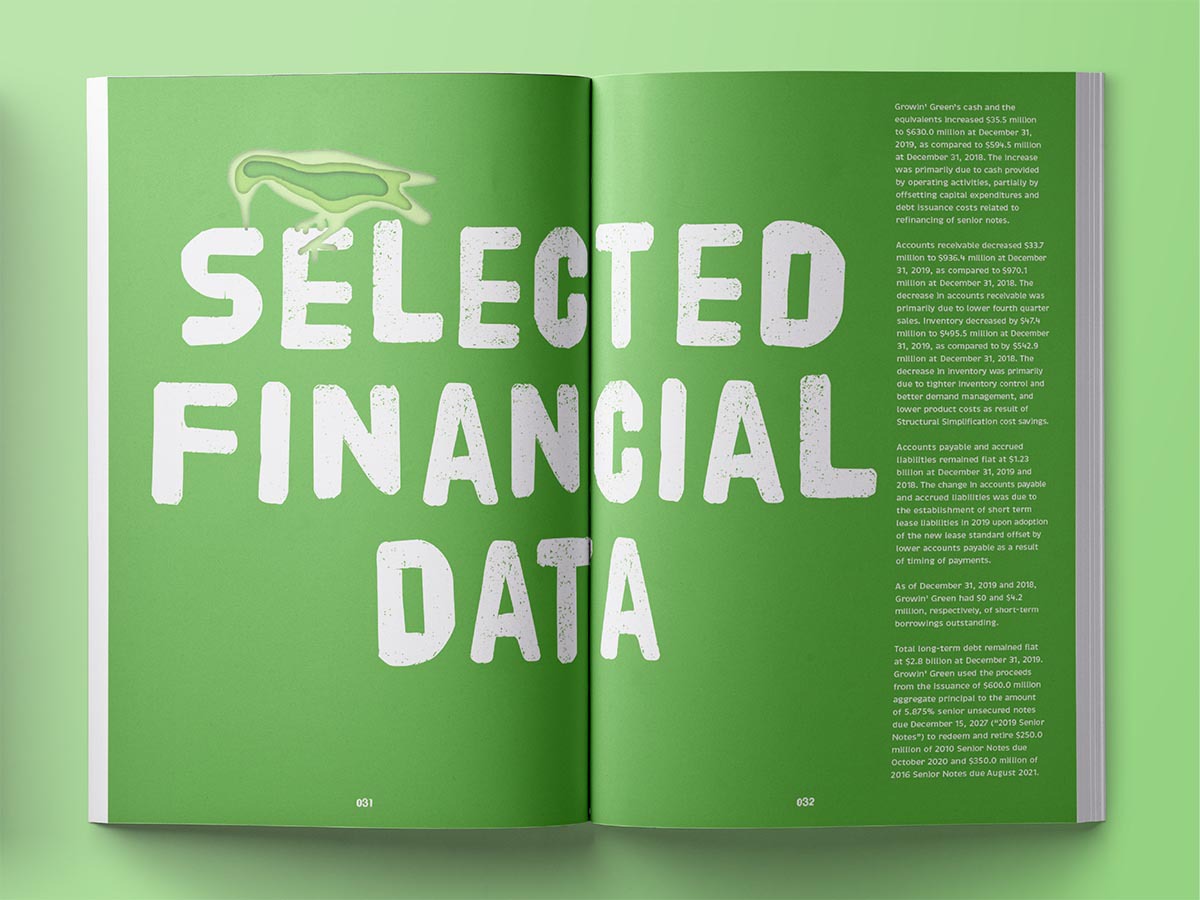 SELECTED
FINANCIAL
DATA
Growin' Green's cash and the
equivalents increased $35.5 million
to $630.0 million at December 31,
2019, as compared to $594.5 million
at December 31, 2018. The increase
was primarily due to cash provided
by operating activities, partially by
offsetting capital expenditures and
debt issuance costs related to
refinancing of senior notes.
Accounts receivable decreased $33.7
million to $936.4 million at December
31, 2019, as compared to $970.1
million at December 31, 2018. The
decrease in accounts receivable was
primarily due to lower fourth quarter
sales. Inventory decreased by $47.4
million to $495.5 million at December
31, 2019, as compared to by $542.9
million at December 31, 2018. The
decrease in inventory was primarily
due to tighter inventory control and
better demand management, and
lower product costs as result of
Structural Simplification cost savings.
Accounts payable and accrued
liabilities remained flat at $1.23
billion at December 31, 2019 and
2018. The change in accounts payable
and accrued liabilities was due to
the establishment of short term
lease liabilities in 2019 upon adoption
of the new lease standard offset by
lower accounts payable as a result
of timing of payments.
As of December 31, 2019 and 2018,
Growin' Green had $0 and $4.2
million, respectively, of short-term
borrowings outstanding.
Total long-term debt remained flat
at $2.8 billion at December 31, 2019.
Growin' Green used the proceeds
from the issuance of $600.0 million
aggregate principal to the amount
of 5.875% senior unsecured notes
due December 15, 2027 ("2019 Senior
Notes") to redeem and retire $250.0
million of 2010 Senior Notes due
October 2020 and $350.0 million of
2016 Senior Notes due August 2021.
031
032